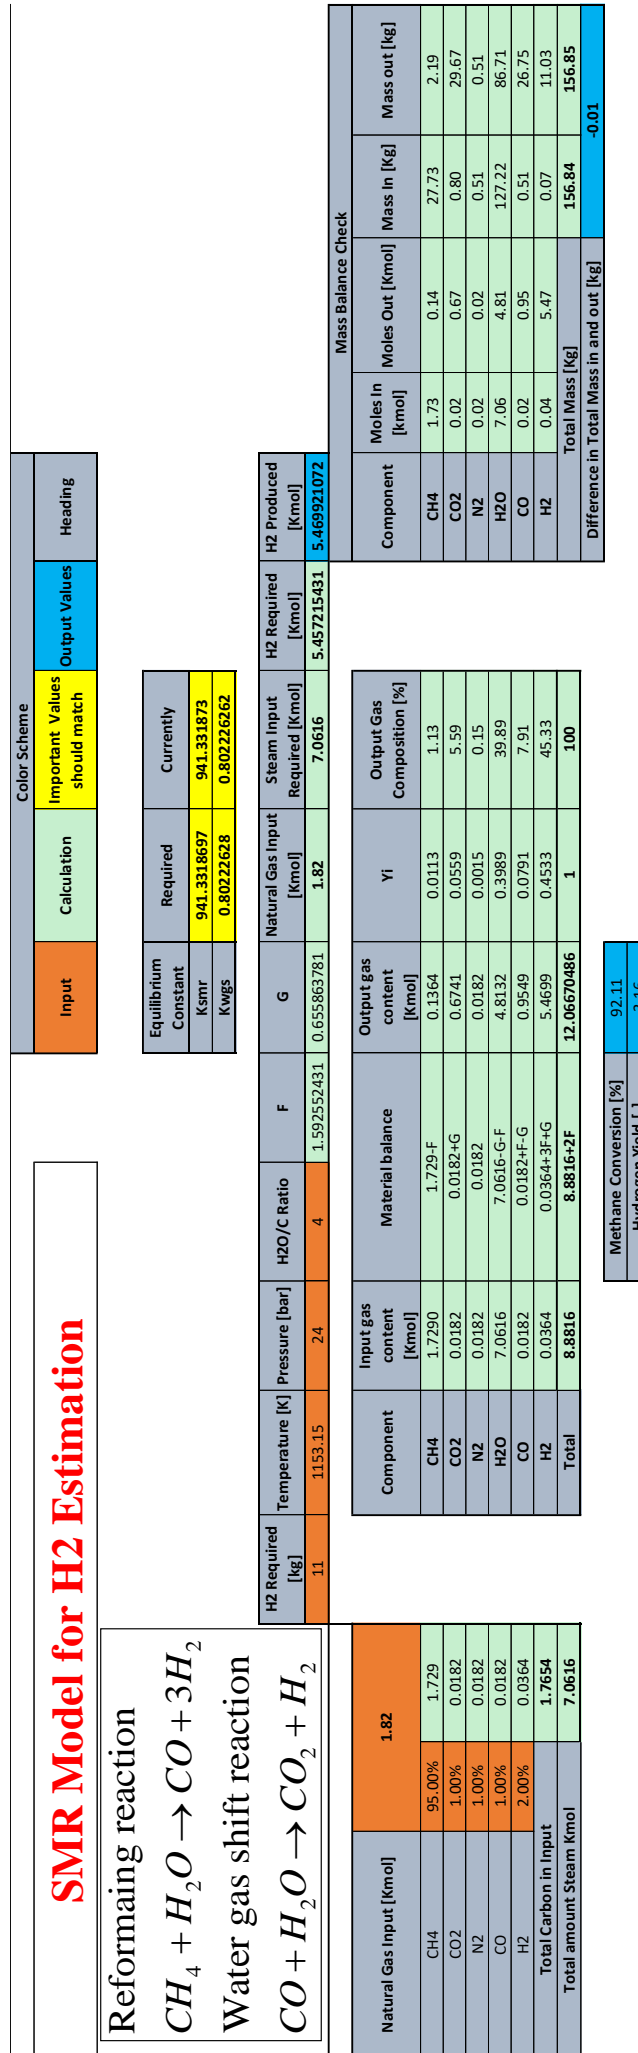 SMR Model for H2 Estimation
Color Scheme
Input Calculation Important Values should match Output Values Heading
Reformaing reaction
CH₄ + H₂O → CO + 3H₂
Water gas shift reaction
CO + H₂O → CO₂ + H₂
Equilibrium Constant Required Currently
Ksmr 941.3318697 941.331873
Kwgs 0.80222628 0.802226262
H2 Required [kg] Temperature [K] Pressure [bar] H2O/C Ratio F G Natural Gas Input [Kmol] Steam Input Required [Kmol] H2 Required [Kmol] H2 Produced [Kmol]
11 1153.15 24 4 1.592552431 0.655863781 1.82 7.0616 5.457215431 5.469921072
Natural Gas Input [Kmol] 1.82
CH4 95.00% 1.729
CO2 1.00% 0.0182
N2 1.00% 0.0182
CO 1.00% 0.0182
H2 2.00% 0.0364
Total Carbon in Input 1.7654
Total amount Steam Kmol 7.0616
Component Input gas content [Kmol] Material balance Output gas content [Kmol] Yi Output Gas Composition [%]
CH4 1.7290 1.729-F 0.1364 0.0113 1.13
CO2 0.0182 0.0182+G 0.6741 0.0559 5.59
N2 0.0182 0.0182 0.0182 0.0015 0.15
H2O 7.0616 7.0616-G-F 4.8132 0.3989 39.89
CO 0.0182 0.0182+F-G 0.9549 0.0791 7.91
H2 0.0364 0.0364+3F+G 5.4699 0.4533 45.33
Total 8.8816 8.8816+2F 12.06670486 1 100
Mass Balance Check
Component Moles In [kmol] Moles Out [Kmol] Mass In [Kg] Mass out [kg]
CH4 1.73 0.14 27.73 2.19
CO2 0.02 0.67 0.80 29.67
N2 0.02 0.02 0.51 0.51
H2O 7.06 4.81 127.22 86.71
CO 0.02 0.95 0.51 26.75
H2 0.04 5.47 0.07 11.03
Total Mass [Kg] 156.84 156.85
Difference in Total Mass in and out [kg] -0.01
Methane Conversion [%] 92.11
Hydrogen Yield [-] 3.16